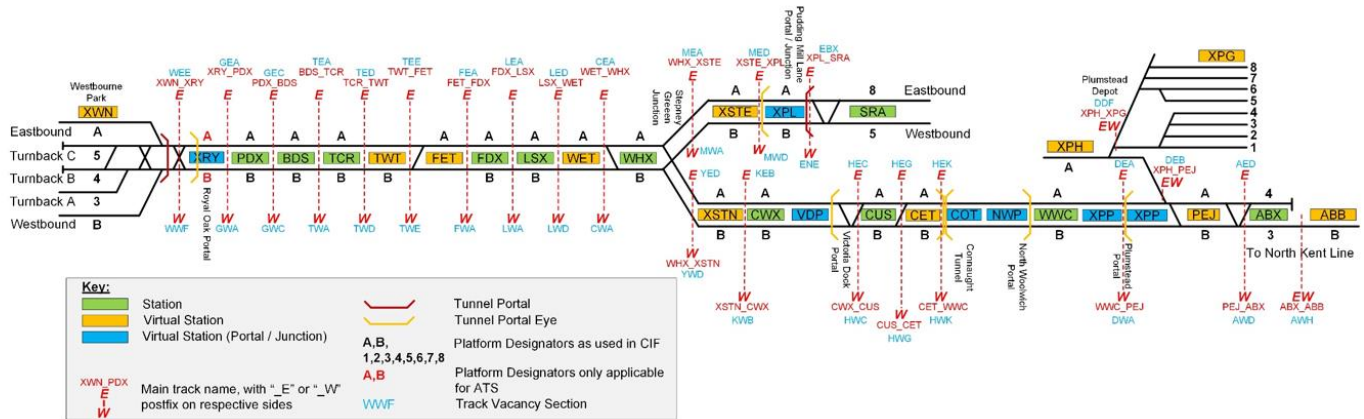 MEA
WHX_XSTE
MED
XSTE_XPL
Pudding Mill Lane
Portal / Junction
EBX
XPL_SRA
XPG
GEA
XRY_PDX
TEA
BDS_TCR
TEE
TWT_FET
LEA
FDX_LSX
CEA
WET_WHX
WEE
XWN_XRY
GEC
PDX_BDS
TED
TCR_TWT
FEA
FET_FDX
LED
LSX_WET
E
E
E
E
E
E
E
E
E
E
E
E
E
Westbourne
Park
XWN
Stepney
Green
Junction
A
A
8
Eastbound
XSTE
XPL
SRA
B
B
5
Westbound
Plumstead
Depot
DDF
XPH_XPG
EW
8
7
6
5
4
3
2
1
Eastbound
A
A
A
A
A
A
A
A
A
A
A
Turnback C
5
XRY
PDX
BDS
TCR
TWT
FET
FDX
LSX
WET
WHX
Turnback B
4
B
B
B
B
B
B
B
B
B
Turnback A
3
Westbound
B
Royal Oak Portal
W
W
W
MWA
MWD
ENE
XPH
A
YED
KEB
HEC
HEG
HEK
DEA
DEB
XPH_PEJ
EW
AED
E
E
E
E
E
E
E
A
A
A
A
A
A
A
4
XSTN
CWX
VDP
CUS
CET
COT
NWP
WWC
XPP
XPP
PEJ
ABX
ABB
B
B
B
B
B
B
B
3
To North Kent Line
W
W
W
W
W
W
W
W
W
W
WWF
GWA
GWC
TWA
TWD
TWE
FWA
LWA
LWD
CWA
W
WHX_XSTN
YWD
Victoria Dock
Portal
Connaught
Tunnel
North Woolwich
Portal
Plumstead
Portal
W
XSTN_CWX
KWB
W
CWX_CUS
HWC
W
CUS_CET
HWG
W
CET_WWC
HWK
W
WWC_PEJ
DWA
W
PEJ_ABX
AWD
EW
ABX_ABB
AWH
Key:
Station
Virtual Station
Virtual Station (Portal / Junction)
XWN_PDX
E
W
Main track name, with “_E” or “_W”
postfix on respective sides
Tunnel Portal
Tunnel Portal Eye
A,B,
1,2,3,4,5,6,7,8
Platform Designators as used in CIF
A,B
Platform Designators only applicable
for ATS
WWF
Track Vacancy Section